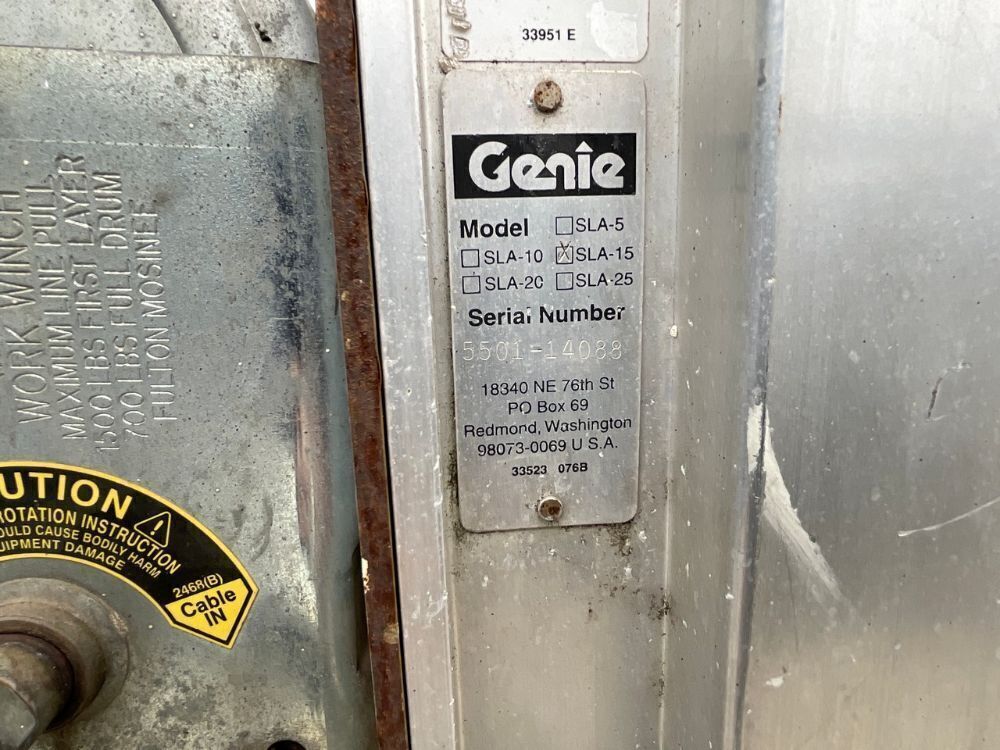 33951 E
Genie
Model ☐ SLA-5
☐ SLA-10 ☒ SLA-15
☐ SLA-20 ☐ SLA-25
Serial Number
5501-14088
18340 NE 76th St
PO Box 69
Redmond, Washington
98073-0069 U S.A.
33523 076B
WORK WINCH
MAXIMUM LINE PULL
1500 LBS FIRST LAYER
700 LBS FULL DRUM
FULTON MOSINEE
UTION
ROTATION INSTRUCTION
OULD CAUSE BODILY HARM
UIPMENT DAMAGE
2468(B)
Cable
IN